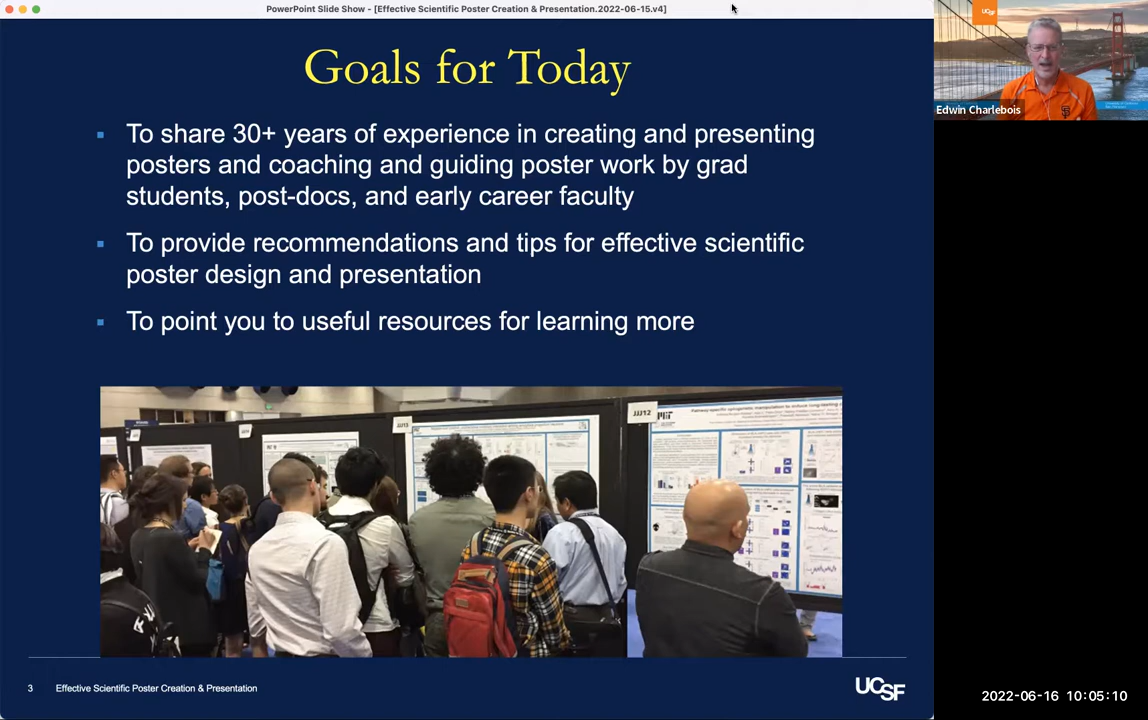 PowerPoint Slide Show - [Effective Scientific Poster Creation & Presentation.2022-06-15.v4]
UCSF
Edwin Charlebois
Goals for Today
To share 30+ years of experience in creating and presenting
posters and coaching and guiding poster work by grad
students, post-docs, and early career faculty
To provide recommendations and tips for effective scientific
poster design and presentation
To point you to useful resources for learning more
JJJ12
3 Effective Scientific Poster Creation & Presentation
UCSF
2022-06-16 10:05:10